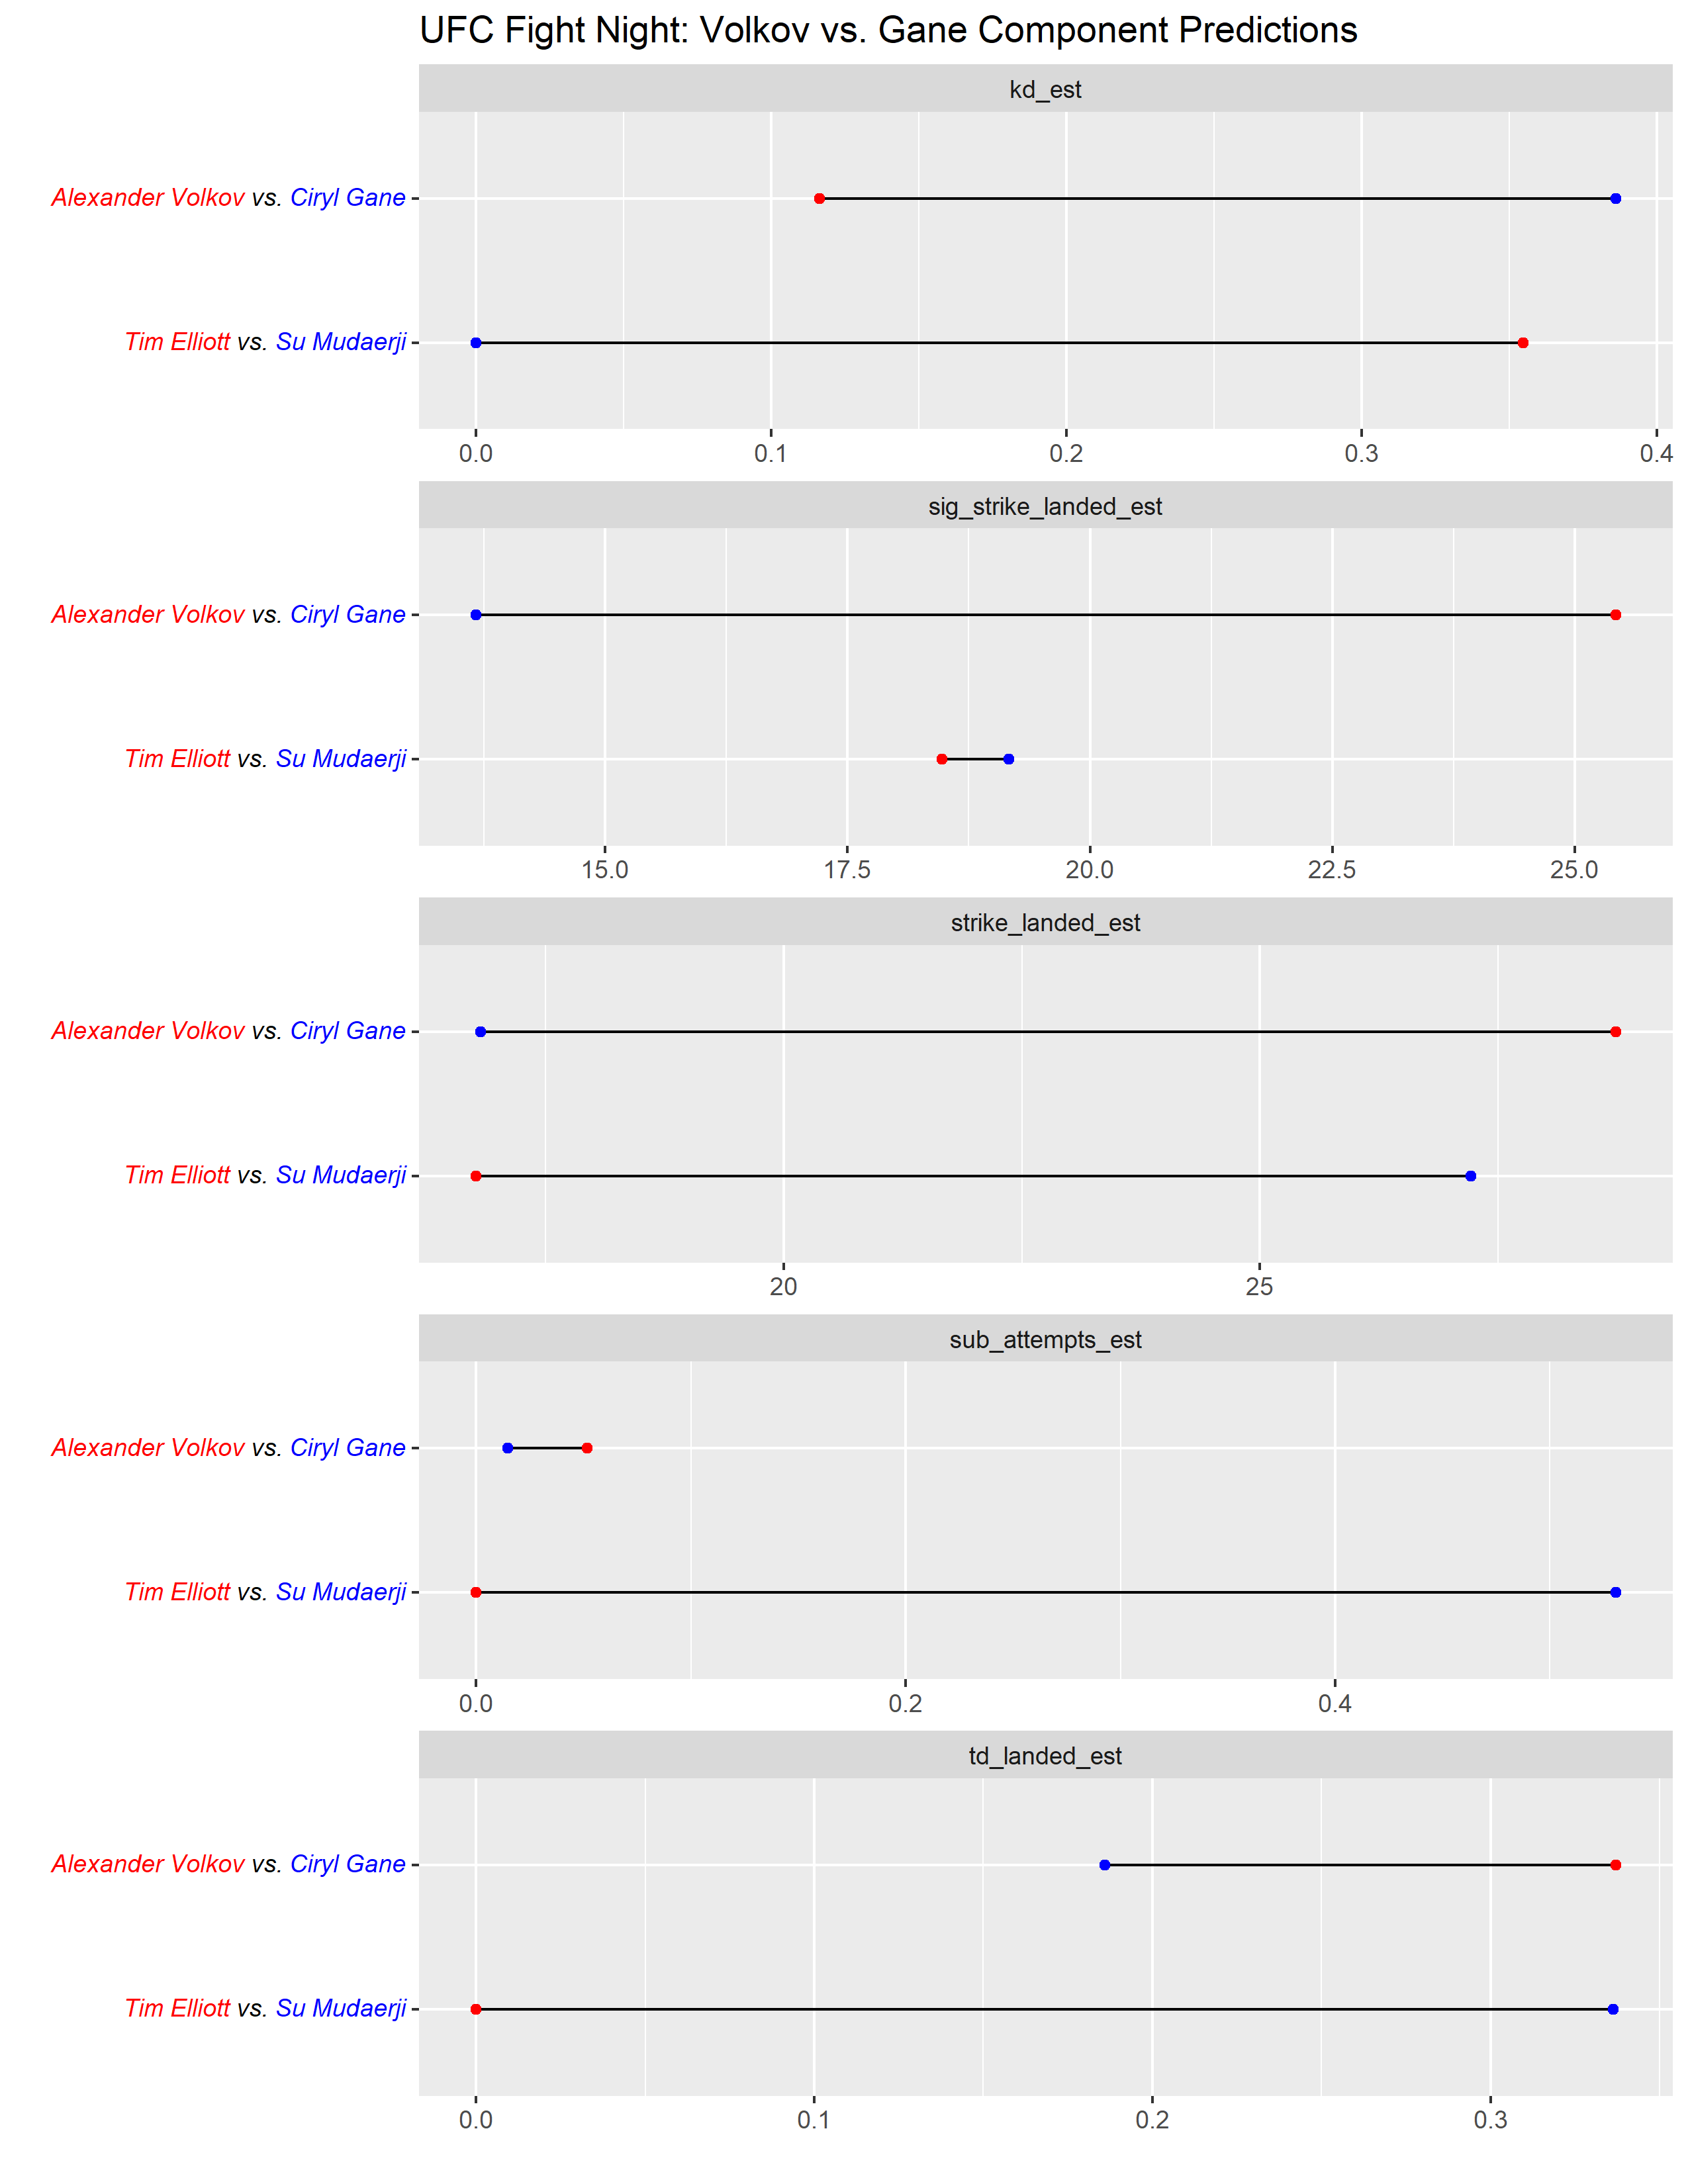 UFC Fight Night: Volkov vs. Gane Component Predictions
kd_est
Alexander Volkov vs. Ciryl Gane
Tim Elliott vs. Su Mudaerji
0.0 0.1 0.2 0.3 0.4
sig_strike_landed_est
Alexander Volkov vs. Ciryl Gane
Tim Elliott vs. Su Mudaerji
15.0 17.5 20.0 22.5 25.0
strike_landed_est
Alexander Volkov vs. Ciryl Gane
Tim Elliott vs. Su Mudaerji
20 25
sub_attempts_est
Alexander Volkov vs. Ciryl Gane
Tim Elliott vs. Su Mudaerji
0.0 0.2 0.4
td_landed_est
Alexander Volkov vs. Ciryl Gane
Tim Elliott vs. Su Mudaerji
0.0 0.1 0.2 0.3